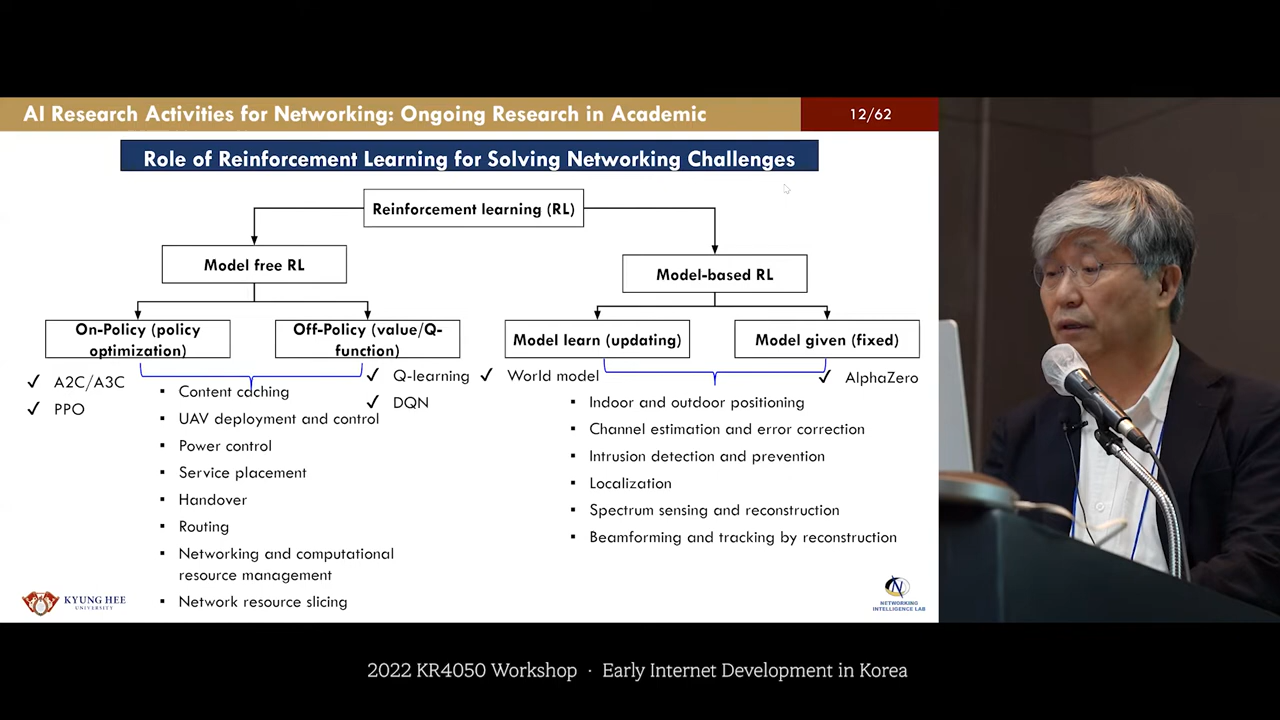 AI Research Activities for Networking: Ongoing Research in Academic
12/62
Role of Reinforcement Learning for Solving Networking Challenges
Reinforcement learning (RL)
Model free RL
Model-based RL
On-Policy (policy
optimization)
Off-Policy (value/Q-
function)
Model learn (updating)
Model given (fixed)
✓ A2C/A3C
✓ PPO
✓ Q-learning
✓ DQN
✓ World model
✓ AlphaZero
▪ Content caching
▪ UAV deployment and control
▪ Power control
▪ Service placement
▪ Handover
▪ Routing
▪ Networking and computational
resource management
▪ Network resource slicing
▪ Indoor and outdoor positioning
▪ Channel estimation and error correction
▪ Intrusion detection and prevention
▪ Localization
▪ Spectrum sensing and reconstruction
▪ Beamforming and tracking by reconstruction
KYUNG HEE
UNIVERSITY
NETWORKING
INTELLIGENCE LAB
2022 KR4050 Workshop · Early Internet Development in Korea